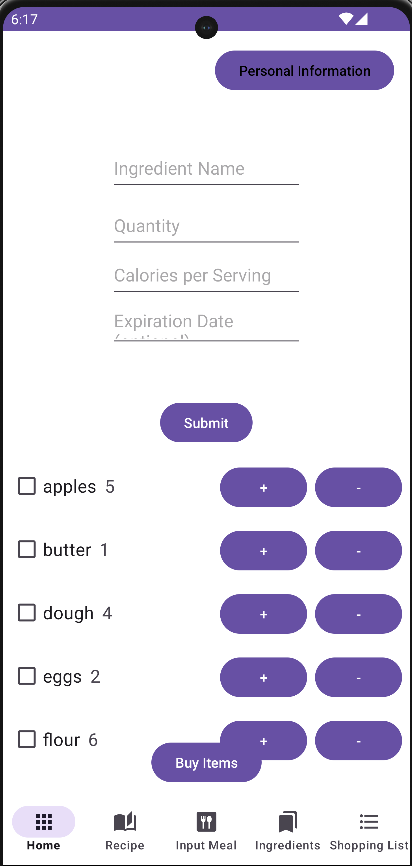 6:17
Personal Information
Ingredient Name
Quantity
Calories per Serving
Expiration Date
(optional)
Submit
apples 5 + -
butter 1 + -
dough 4 + -
eggs 2 + -
flour 6 + -
Buy Items
Home Recipe Input Meal Ingredients Shopping List